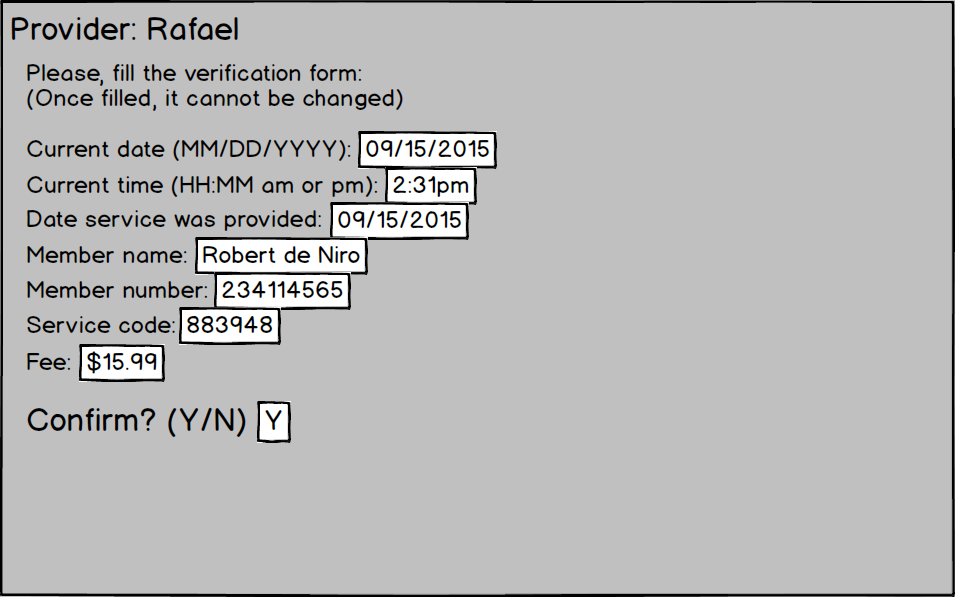 Provider: Rafael
Please, fill the verification form:
(Once filled, it cannot be changed)
Current date (MM/DD/YYYY): 09/15/2015
Current time (HH:MM am or pm): 2:31pm
Date service was provided: 09/15/2015
Member name: Robert de Niro
Member number: 234114565
Service code: 883948
Fee: $15.99
Confirm? (Y/N) Y